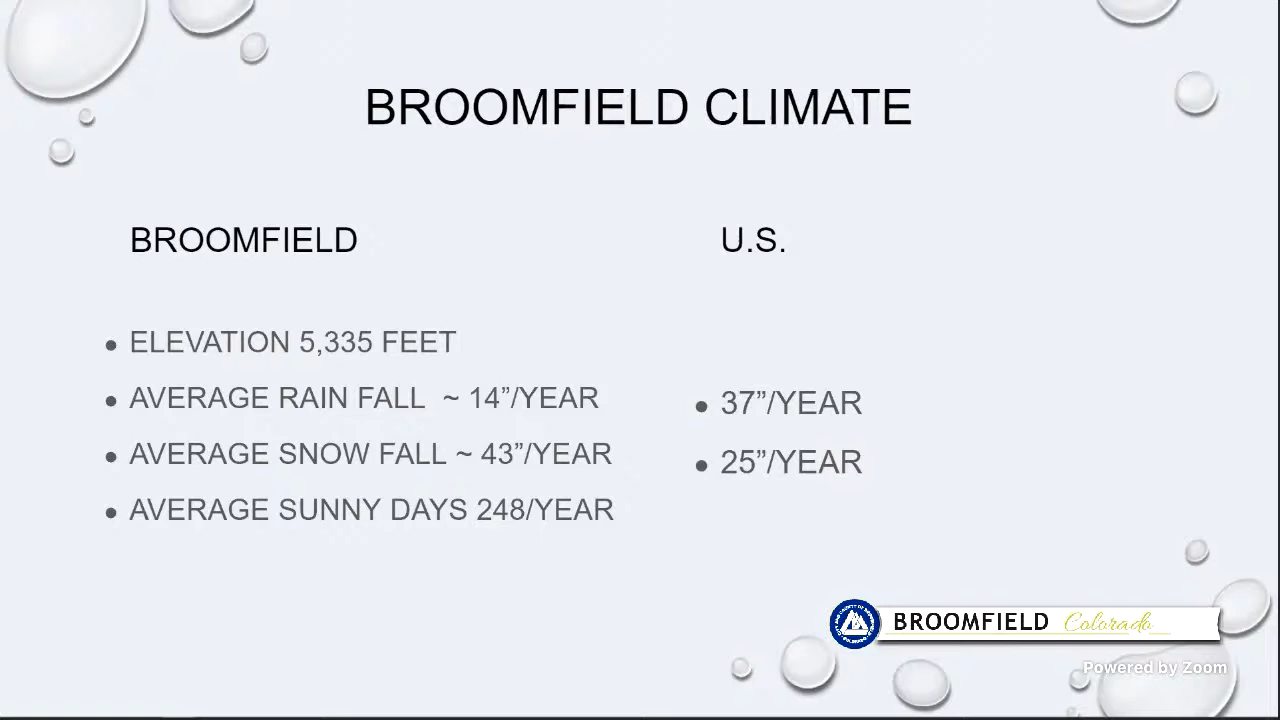 BROOMFIELD CLIMATE
BROOMFIELD
• ELEVATION 5,335 FEET
• AVERAGE RAIN FALL ~ 14”/YEAR
• AVERAGE SNOW FALL ~ 43”/YEAR
• AVERAGE SUNNY DAYS 248/YEAR
U.S.
• 37”/YEAR
• 25”/YEAR
BROOMFIELD Colorado
Powered by Zoom